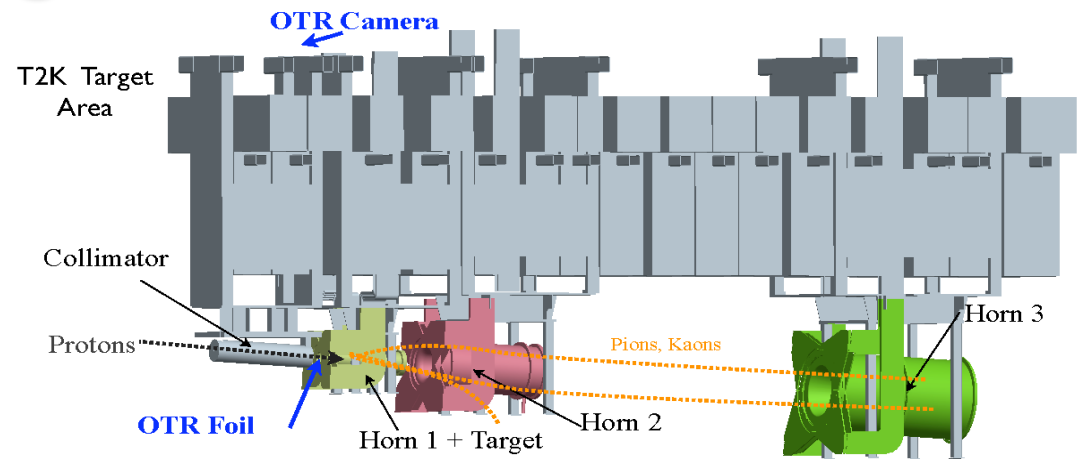 OTR Camera
T2K Target
Area
Collimator
Protons
Pions, Kaons
Horn 3
OTR Foil
Horn 1 + Target
Horn 2